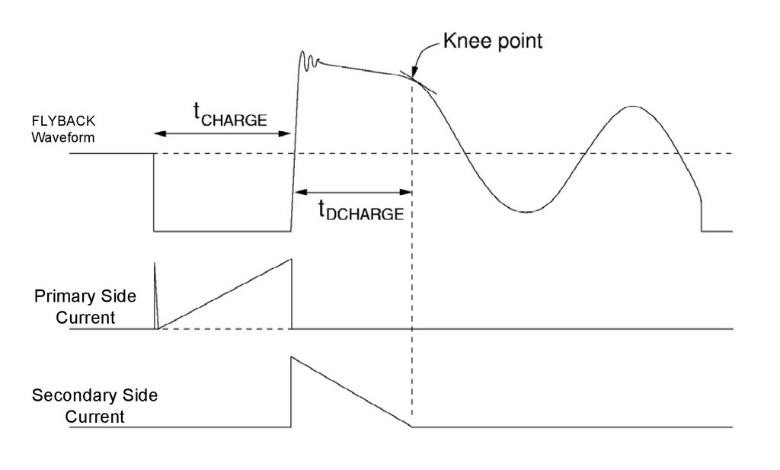 Knee point
FLYBACK
Waveform
tCHARGE
tDCHARGE
Primary Side
Current
Secondary Side
Current